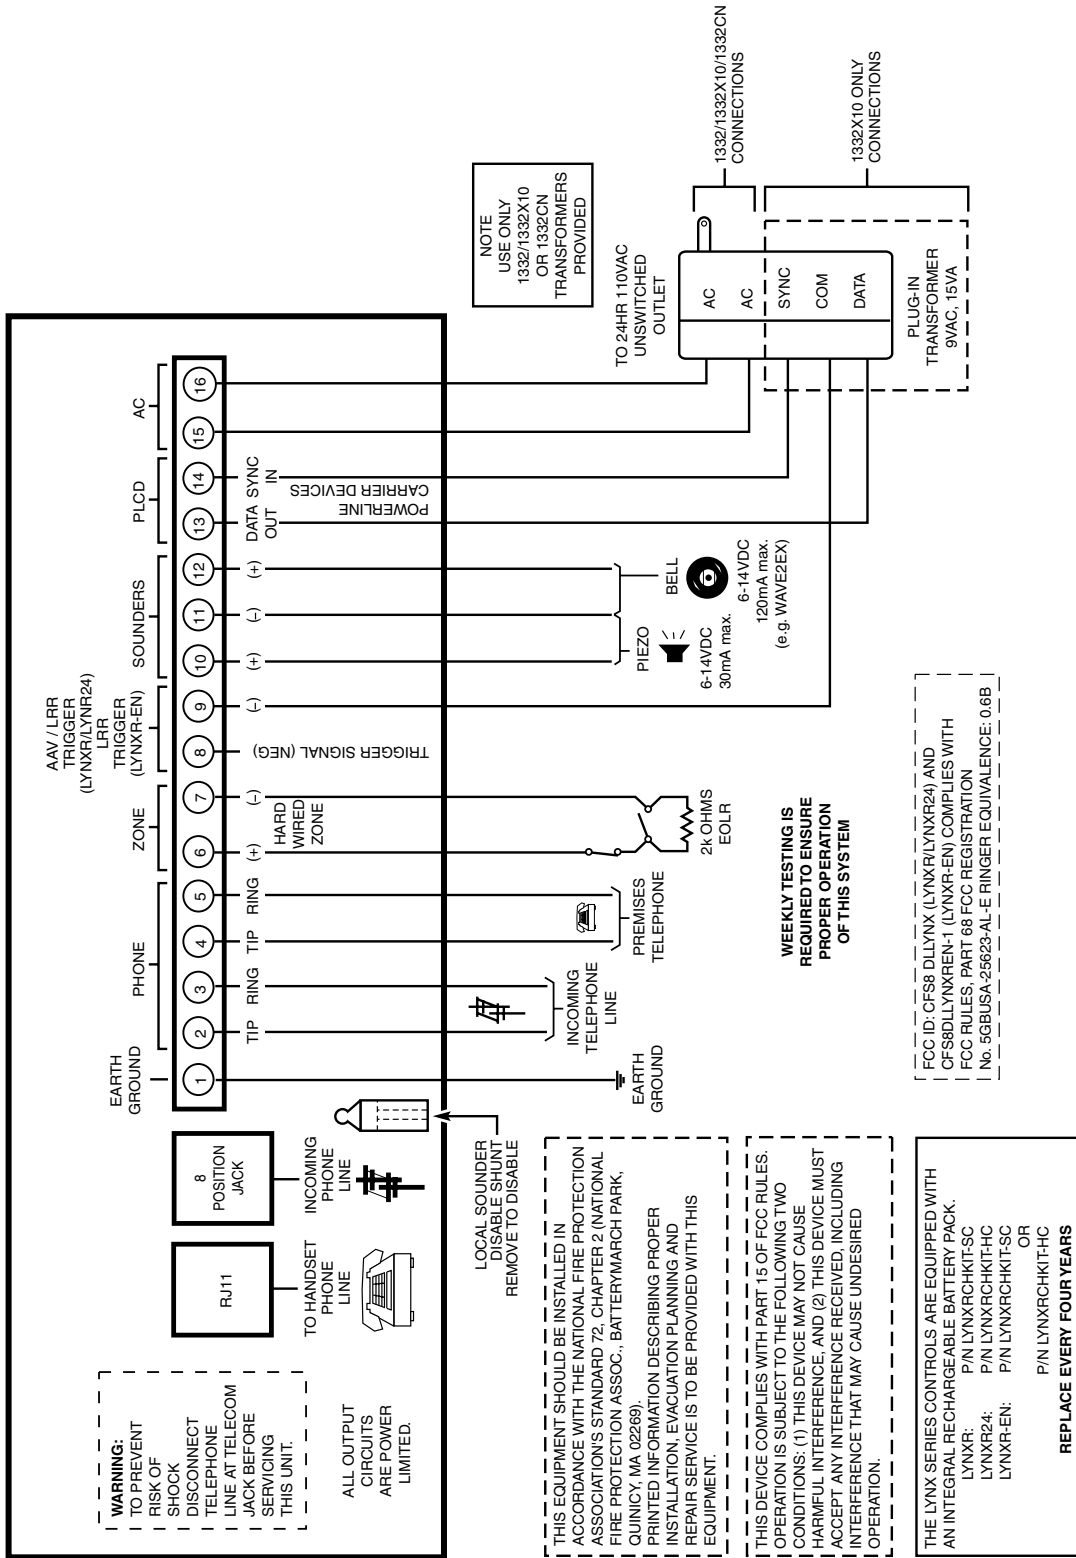 WARNING:
TO PREVENT
RISK OF
SHOCK
DISCONNECT
TELEPHONE
LINE AT TELECOM
JACK BEFORE
SERVICING
THIS UNIT.
ALL OUTPUT
CIRCUITS
ARE POWER
LIMITED.
RJ11
TO HANDSET
PHONE
LINE
8
POSITION
JACK
INCOMING
PHONE
LINE
LOCAL SOUNDER
DISABLE SHUNT
REMOVE TO DISABLE
EARTH
GROUND
PHONE
ZONE
AAV / LRR
TRIGGER
(LYNXR/LYNR24)
LRR
TRIGGER
(LYNXR-EN)
SOUNDERS
PLCD
AC
1 2 3 4 5 6 7 8 9 10 11 12 13 14 15 16
TIP RING TIP RING (+) (–) (–) (+) (–) (+) DATA SYNC
OUT IN
HARD
WIRED
ZONE
TRIGGER SIGNAL (NEG)
POWERLINE
CARRIER DEVICES
EARTH
GROUND
INCOMING
TELEPHONE
LINE
PREMISES
TELEPHONE
2k OHMS
EOLR
PIEZO
6-14VDC
30mA max.
BELL
6-14VDC
120mA max.
(e.g. WAVE2EX)
NOTE
USE ONLY
1332/1332X10
OR 1332CN
TRANSFORMERS
PROVIDED
TO 24HR 110VAC
UNSWITCHED
OUTLET
AC
AC
SYNC
COM
DATA
PLUG-IN
TRANSFORMER
9VAC, 15VA
1332/1332X10/1332CN
CONNECTIONS
1332X10 ONLY
CONNECTIONS
THIS EQUIPMENT SHOULD BE INSTALLED IN
ACCORDANCE WITH THE NATIONAL FIRE PROTECTION
ASSOCIATION'S STANDARD 72, CHAPTER 2 (NATIONAL
FIRE PROTECTION ASSOC., BATTERYMARCH PARK,
QUINICY, MA 02269).
PRINTED INFORMATION DESCRIBING PROPER
INSTALLATION, EVACUATION PLANNING AND
REPAIR SERVICE IS TO BE PROVIDED WITH THIS
EQUIPMENT.
THIS DEVICE COMPLIES WITH PART 15 OF FCC RULES.
OPERATION IS SUBJECT TO THE FOLLOWING TWO
CONDITIONS: (1) THIS DEVICE MAY NOT CAUSE
HARMFUL INTERFERENCE, AND (2) THIS DEVICE MUST
ACCEPT ANY INTERFERENCE RECEIVED, INCLUDING
INTERFERENCE THAT MAY CAUSE UNDESIRED
OPERATION.
THE LYNX SERIES CONTROLS ARE EQUIPPED WITH
AN INTEGRAL RECHARGEABLE BATTERY PACK.
LYNXR: P/N LYNXRCHKIT-SC
LYNXR24: P/N LYNXRCHKIT-HC
LYNXR-EN: P/N LYNXRCHKIT-SC
OR
P/N LYNXRCHKIT-HC
REPLACE EVERY FOUR YEARS
WEEKLY TESTING IS
REQUIRED TO ENSURE
PROPER OPERATION
OF THIS SYSTEM
FCC ID: CFS8 DLLYNX (LYNXR/LYNXR24) AND
CFS8DLLYNXREN-1 (LYNXR-EN) COMPLIES WITH
FCC RULES, PART 68 FCC REGISTRATION
No. 5GBUSA-25623-AL-E RINGER EQUIVALENCE: 0.6B